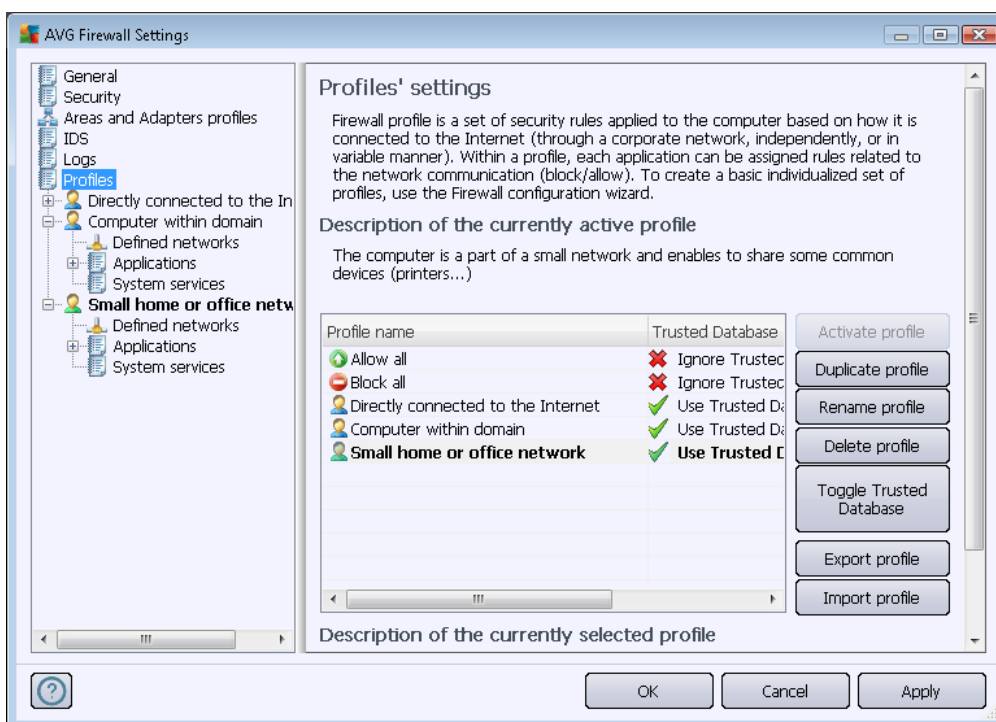 AVG Firewall Settings
General
Security
Areas and Adapters profiles
IDS
Logs
Profiles
Directly connected to the In
Computer within domain
Defined networks
Applications
System services
Small home or office netw
Defined networks
Applications
System services
Profiles' settings
Firewall profile is a set of security rules applied to the computer based on how it is
connected to the Internet (through a corporate network, independently, or in
variable manner). Within a profile, each application can be assigned rules related to
the network communication (block/allow). To create a basic individualized set of
profiles, use the Firewall configuration wizard.
Description of the currently active profile
The computer is a part of a small network and enables to share some common
devices (printers...)
Profile name Trusted Database
Allow all Ignore Trusted
Block all Ignore Trusted
Directly connected to the Internet Use Trusted Da
Computer within domain Use Trusted Da
Small home or office network Use Trusted D
Activate profile
Duplicate profile
Rename profile
Delete profile
Toggle Trusted
Database
Export profile
Import profile
Description of the currently selected profile
OK
Cancel
Apply